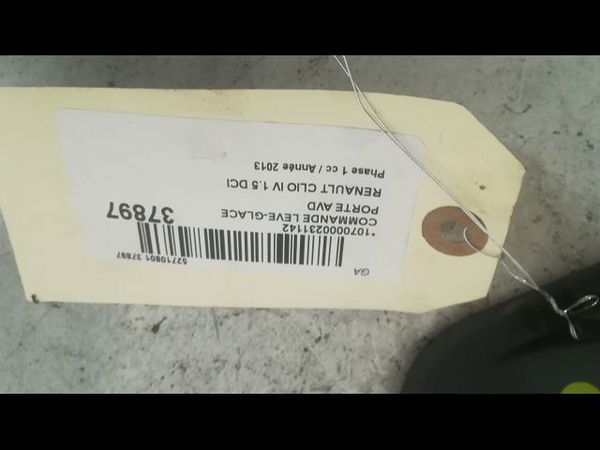 GA
52710801 37897
*1070000231142
COMMANDE LEVE-GLACE
PORTE AVD
37897
RENAULT CLIO IV 1.5 DCI
Phase 1 cc / Année 2013